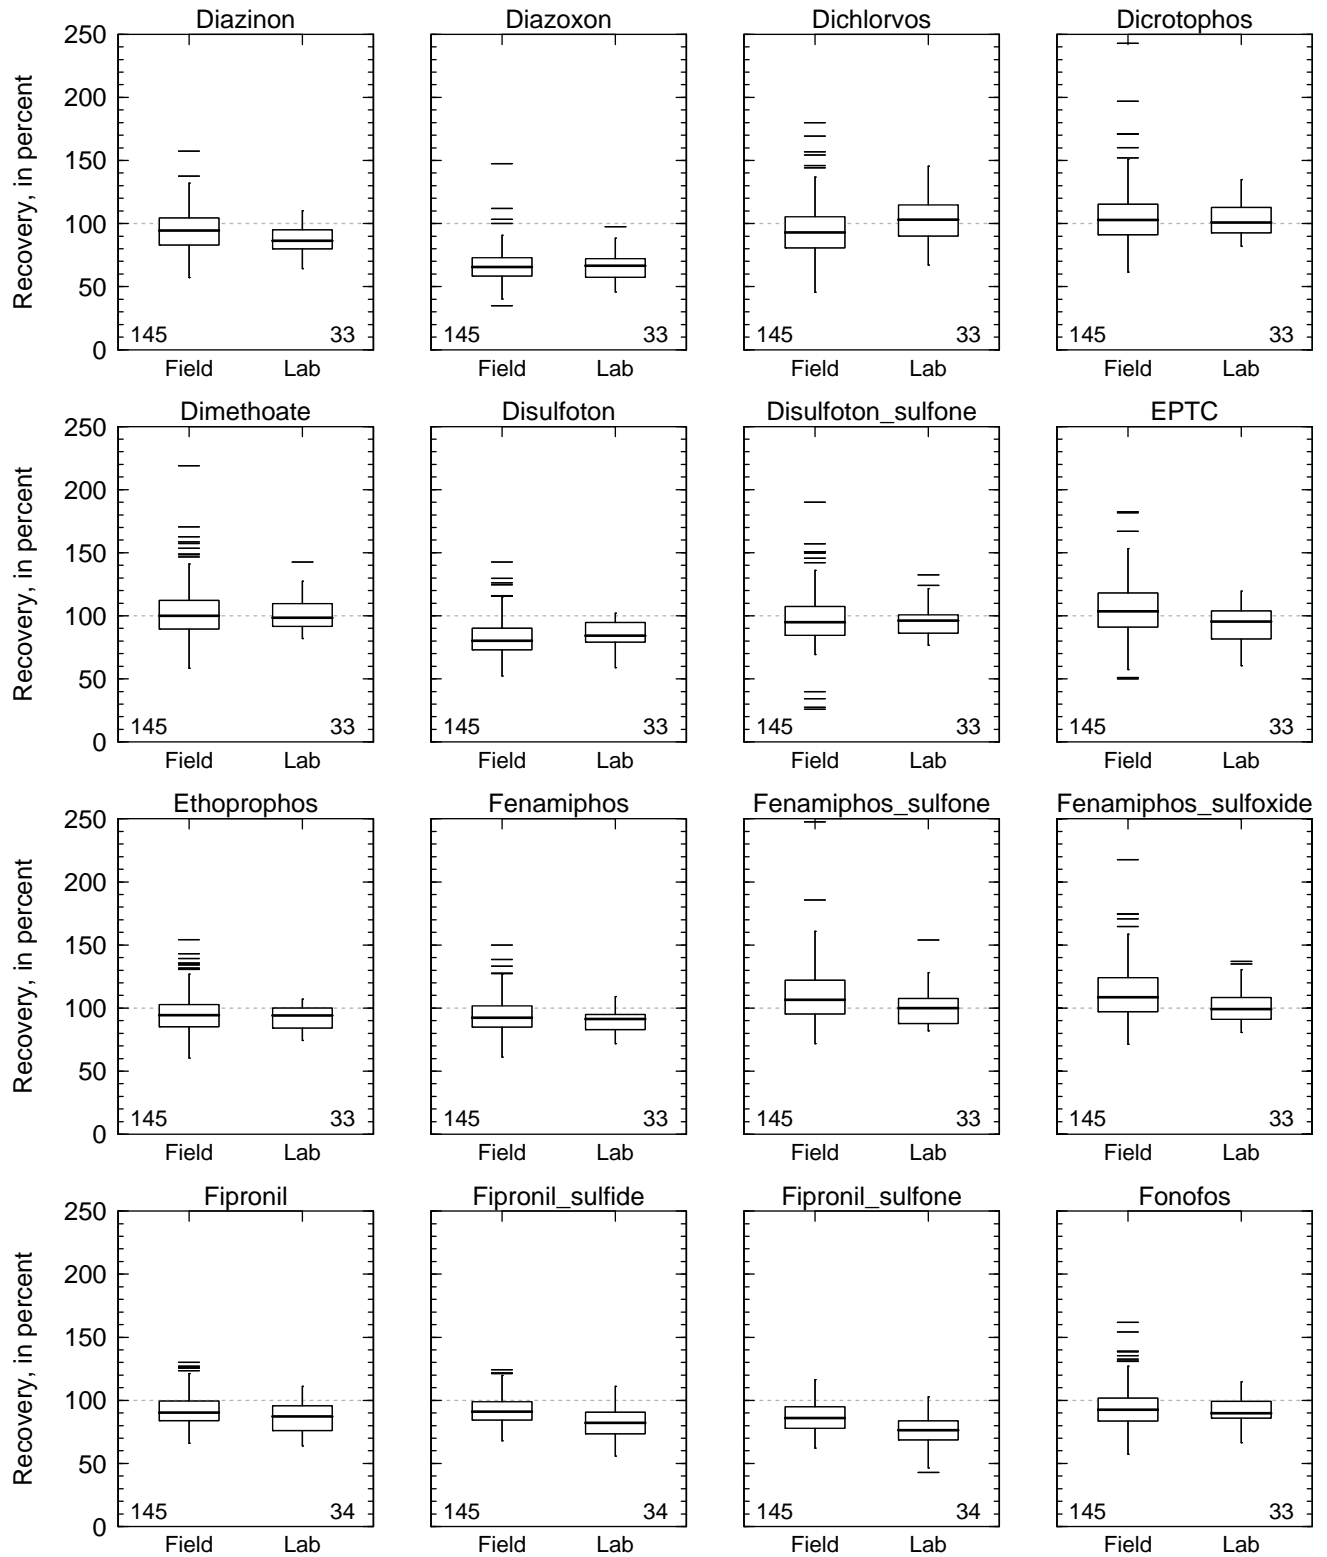 Diazinon Diazoxon Dichlorvos Dicrotophos
Recovery, in percent
250
200
150
100
50
0
145 33 145 33 145 33 145 33
Field Lab Field Lab Field Lab Field Lab
Dimethoate Disulfoton Disulfoton_sulfone EPTC
Recovery, in percent
250
200
150
100
50
0
145 33 145 33 145 33 145 33
Field Lab Field Lab Field Lab Field Lab
Ethoprophos Fenamiphos Fenamiphos_sulfone Fenamiphos_sulfoxide
Recovery, in percent
250
200
150
100
50
0
145 33 145 33 145 33 145 33
Field Lab Field Lab Field Lab Field Lab
Fipronil Fipronil_sulfide Fipronil_sulfone Fonofos
Recovery, in percent
250
200
150
100
50
0
145 34 145 34 145 34 145 33
Field Lab Field Lab Field Lab Field Lab